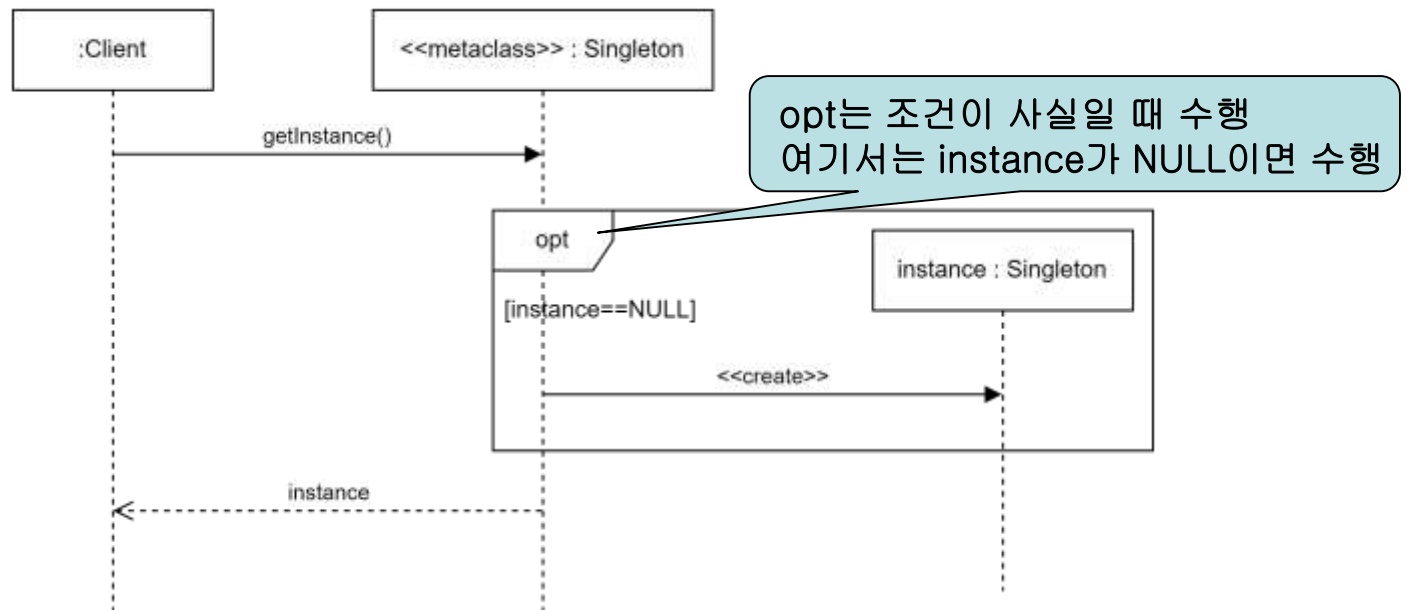 :Client
<<metaclass>> : Singleton
opt는 조건이 사실일 때 수행
여기서는 instance가 NULL이면 수행
getInstance()
opt
instance : Singleton
[instance==NULL]
<<create>>
instance